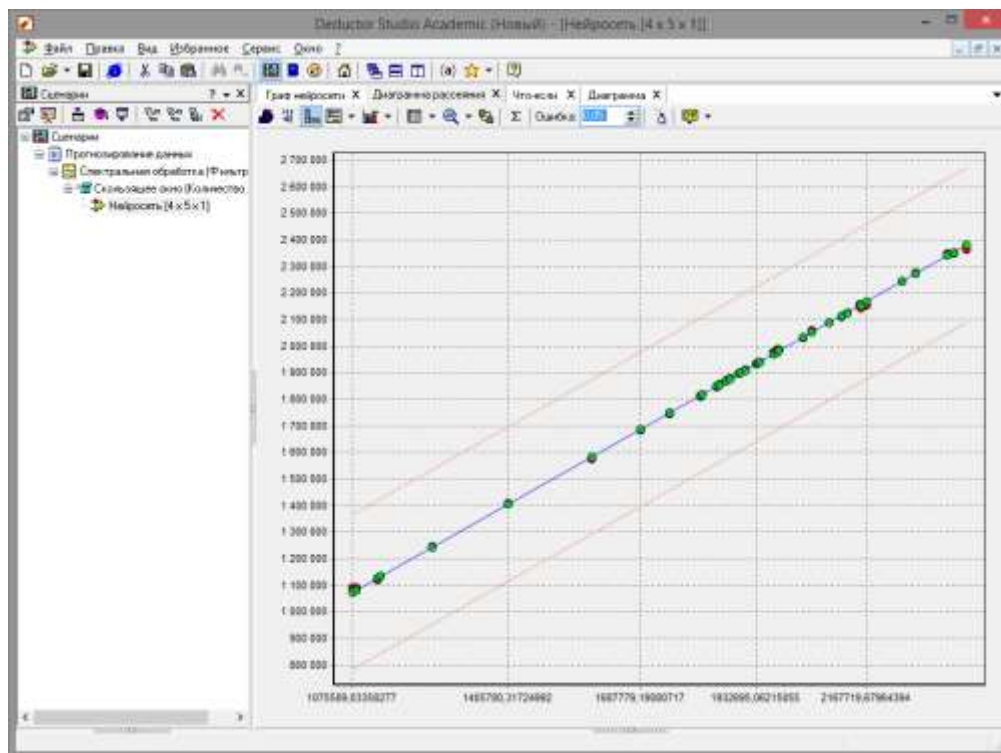 Deductor Studio Academic (Новый) - [Нейросеть [4 x 5 x 1]]
Файл Правка Вид Избранное Сервис Окно ?
Сценарии ? X
Граф нейросети X Диаграмма рассеяния X Что-если X Диаграмма X
Σ Ошибка: 0,05
Сценарии
Прогнозирование данных
Спектральная обработка (Фильтр
Скользящее окно (Количество
Нейросеть [4 x 5 x 1]
2 700 000
2 600 000
2 500 000
2 400 000
2 300 000
2 200 000
2 100 000
2 000 000
1 900 000
1 800 000
1 700 000
1 600 000
1 500 000
1 400 000
1 300 000
1 200 000
1 100 000
1 000 000
900 000
800 000